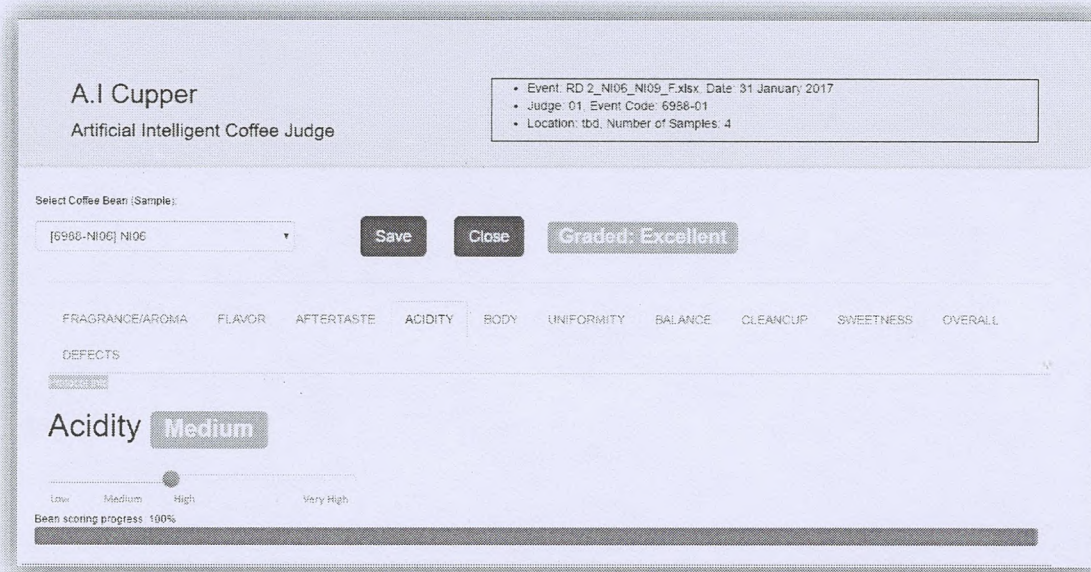 A.I Cupper
Artificial Intelligent Coffee Judge
• Event: RD 2_NI06_NI09_F.xlsx, Date: 31 January 2017
• Judge: 01, Event Code: 6988-01
• Location: tbd, Number of Samples: 4
Select Coffee Bean (Sample):
[6988-NI06] NI06
Save
Close
Graded: Excellent
FRAGRANCE/AROMA FLAVOR AFTERTASTE ACIDITY BODY UNIFORMITY BALANCE CLEANCUP SWEETNESS OVERALL
DEFECTS
Acidity Medium
Low Medium High Very High
Bean scoring progress: 100%